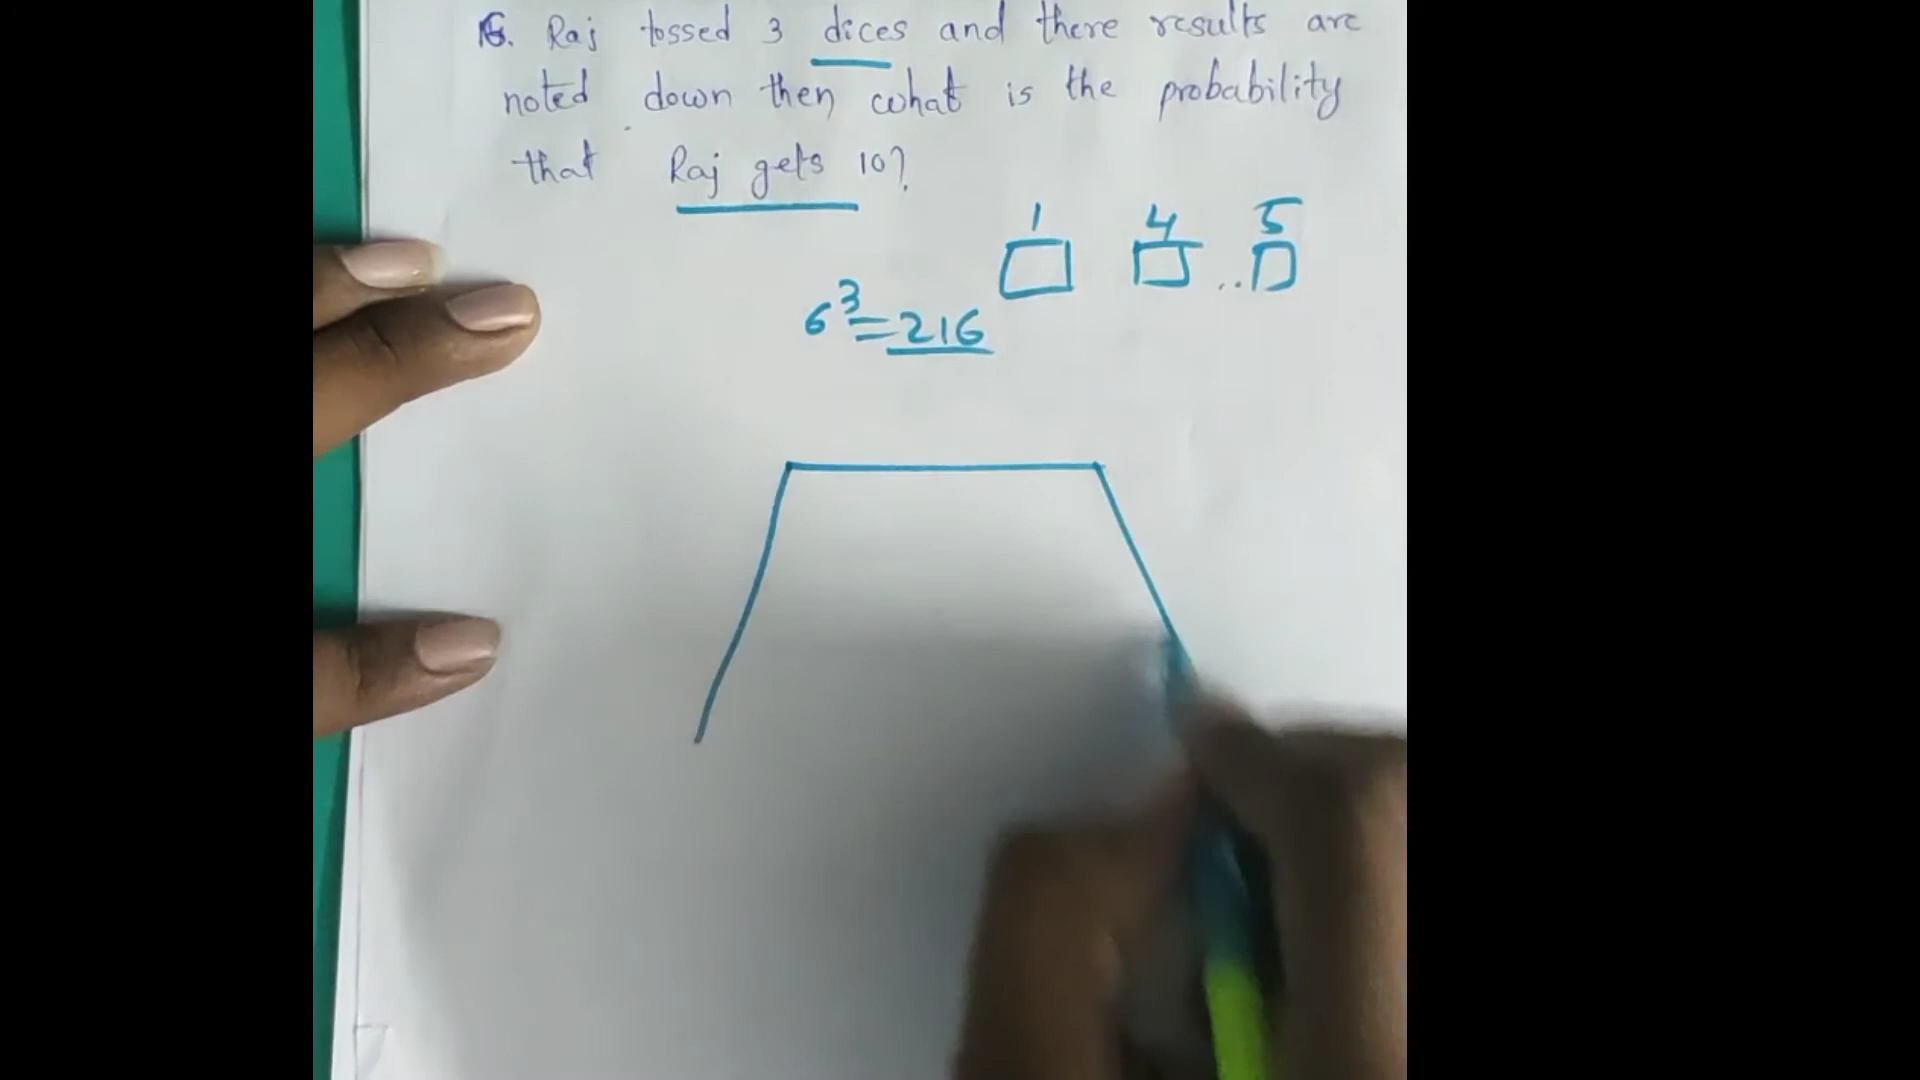 6. Raj tossed 3 dices and there results are
noted down then what is the probability
that Raj gets 10?
1 4 5
..
6³=216